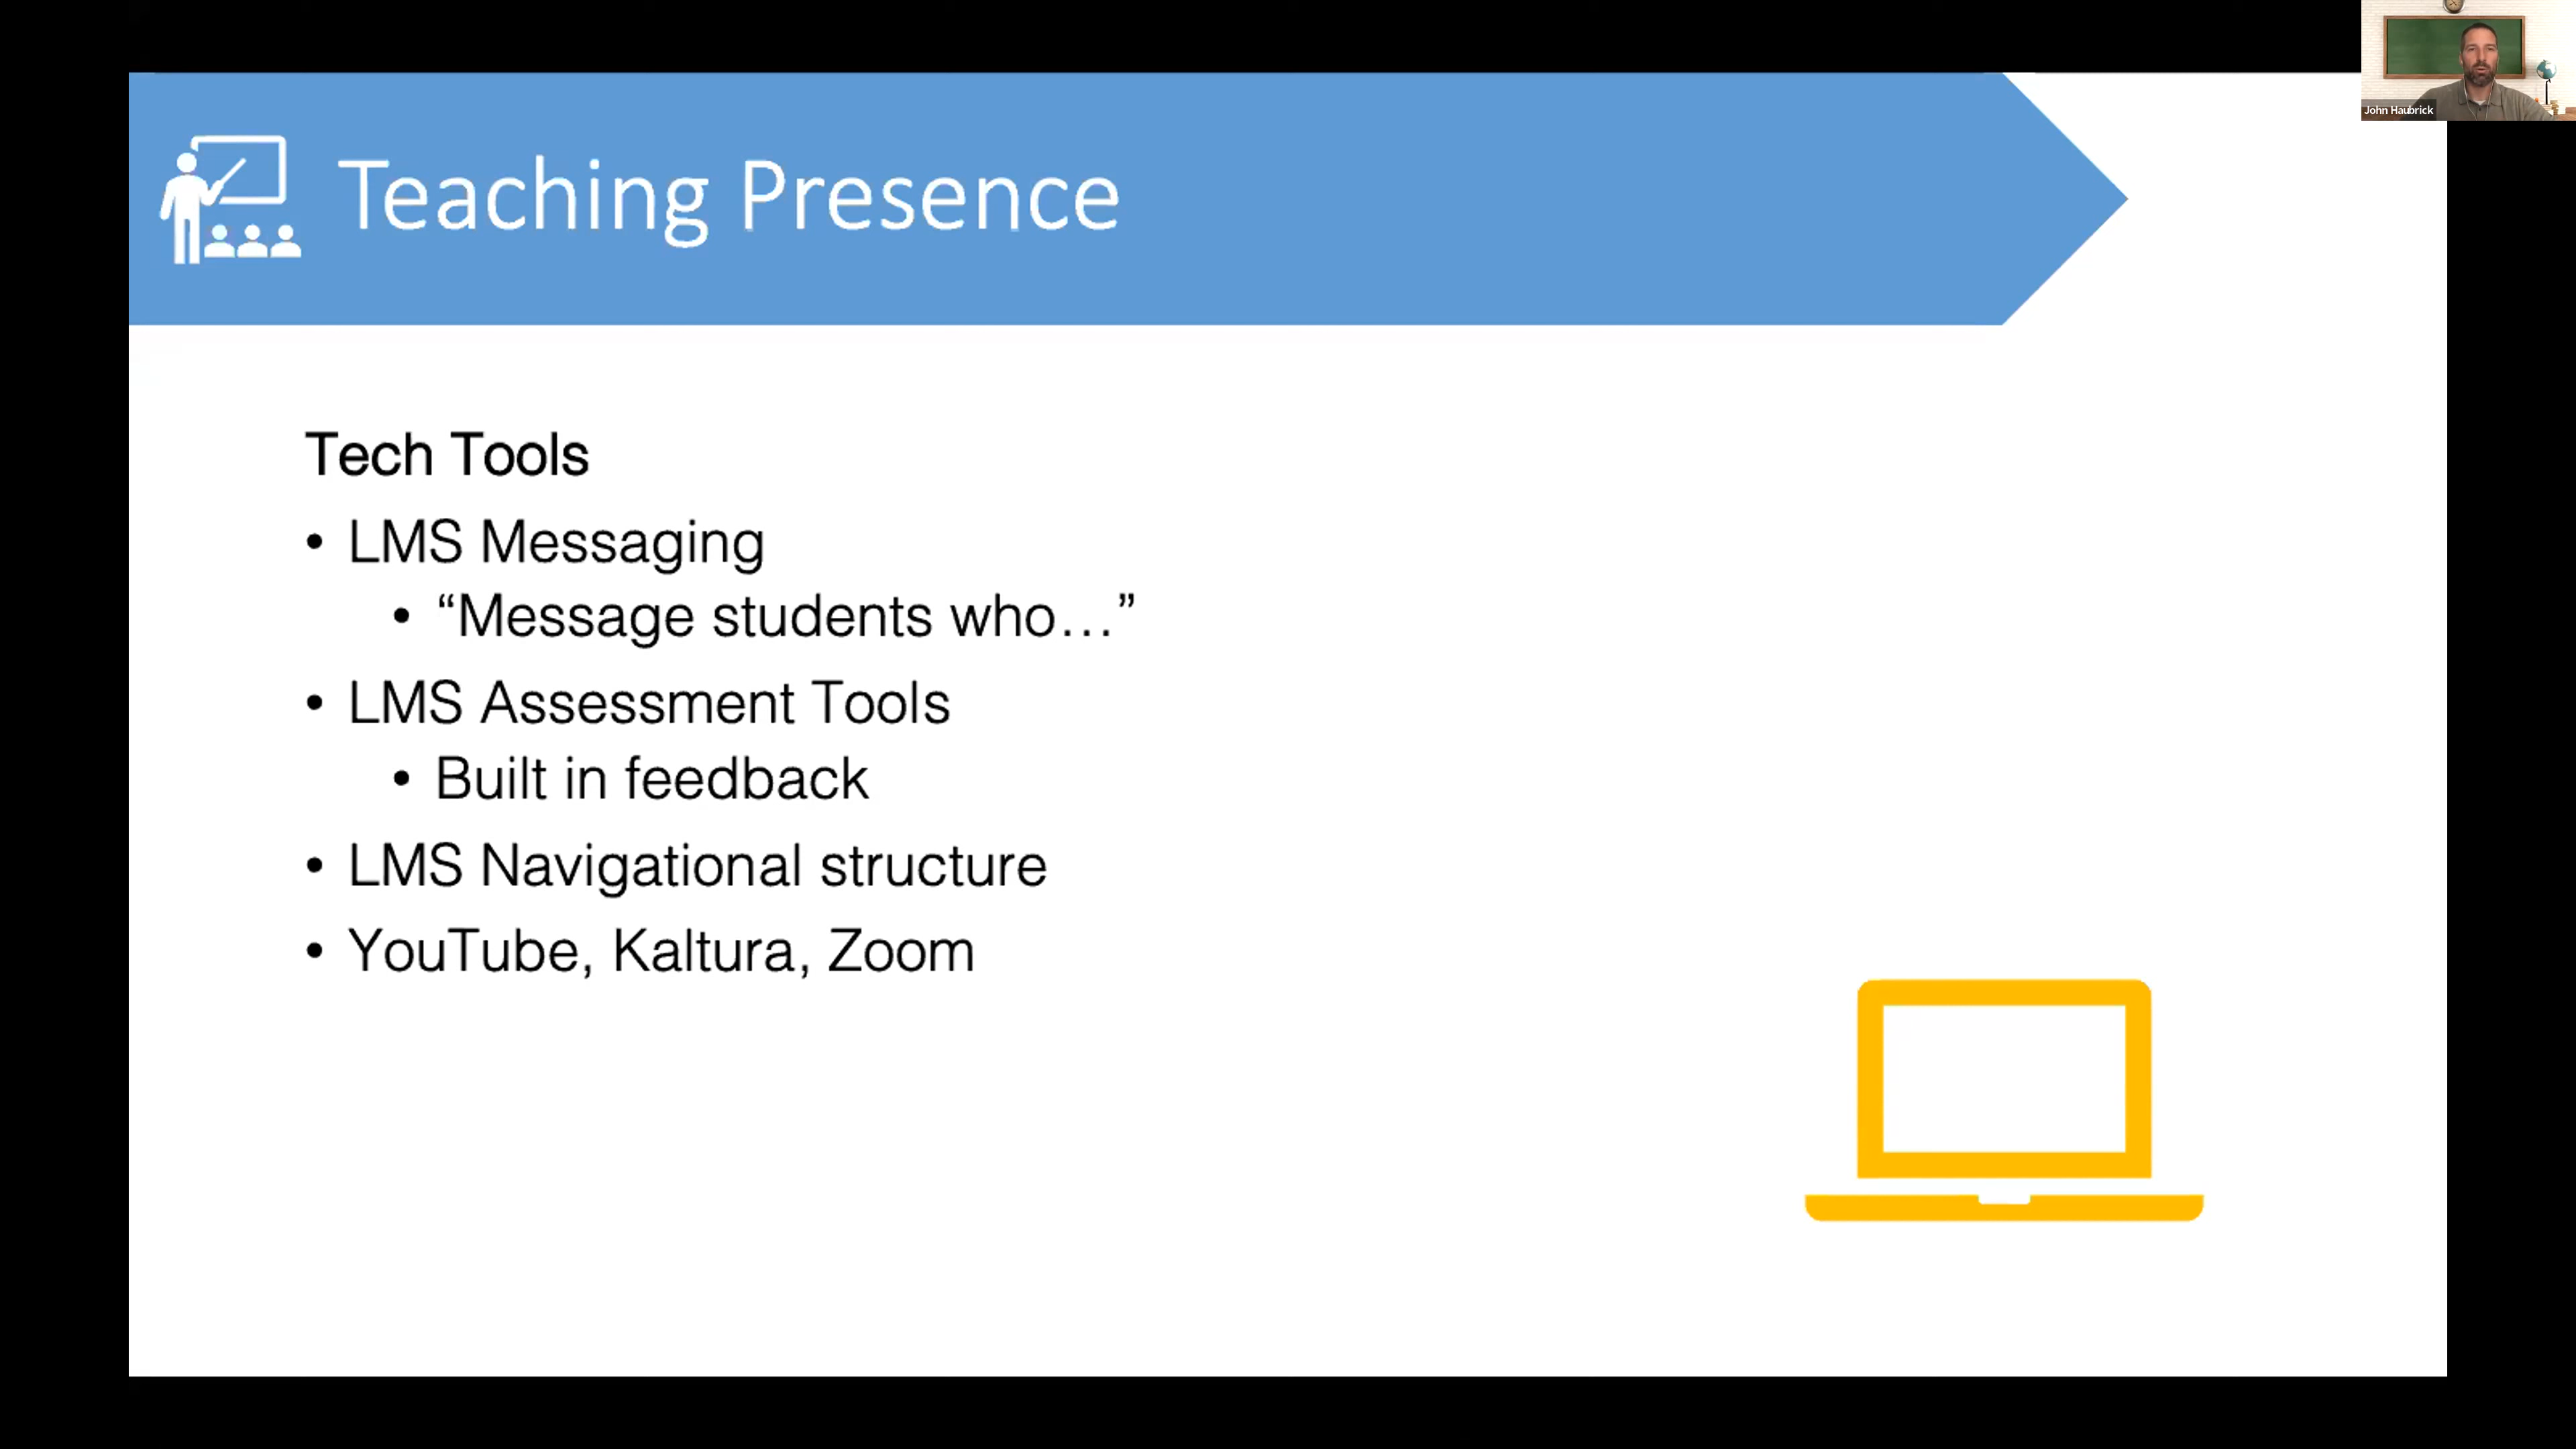 John Haubrick
Teaching Presence
Tech Tools
• LMS Messaging
• “Message students who…”
• LMS Assessment Tools
• Built in feedback
• LMS Navigational structure
• YouTube, Kaltura, Zoom